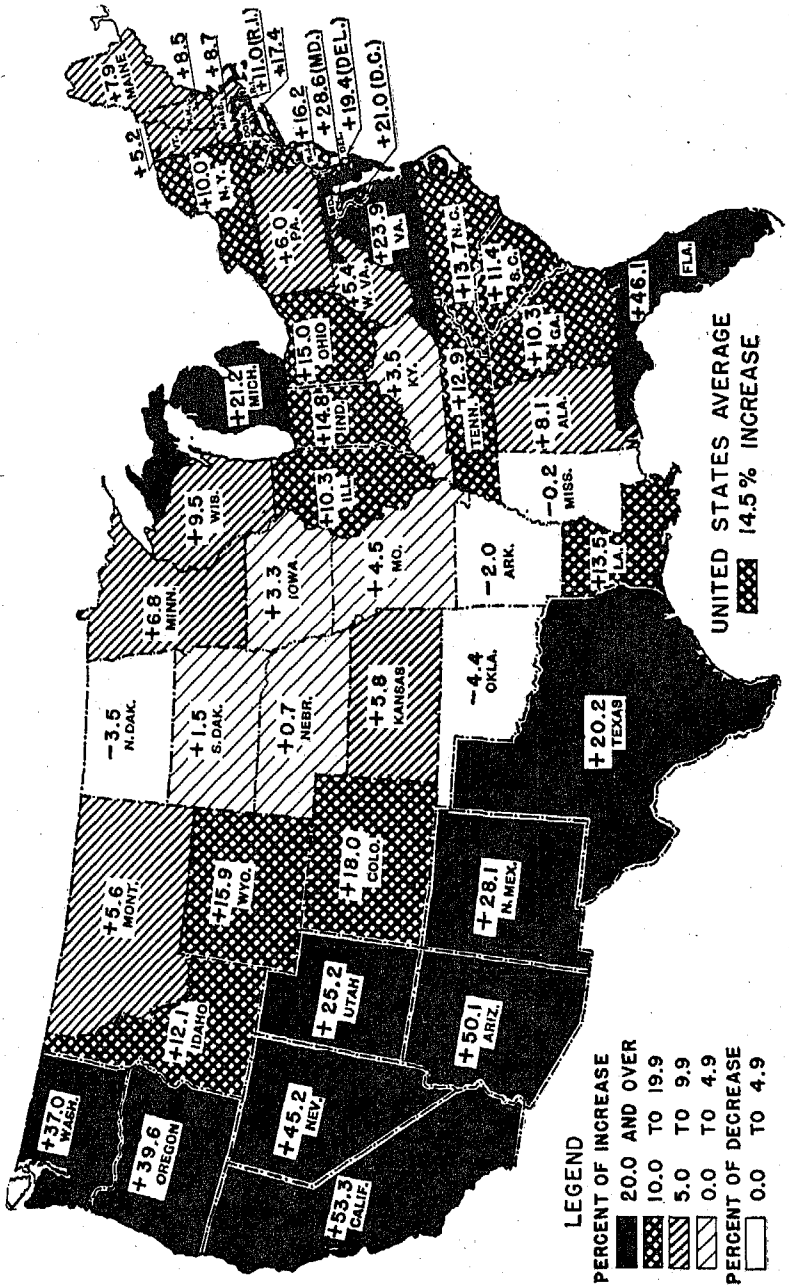 +37.0
WASH.
+39.6
OREGON
+53.3
CALIF.
+45.2
NEV.
+12.1
IDAHO
+5.6
MONT.
+15.9
WYO.
+25.2
UTAH
+18.0
COLO.
+50.1
ARIZ.
+28.1
N. MEX.
-3.5
N. DAK.
+1.5
S. DAK.
+0.7
NEBR.
+5.8
KANSAS
-4.4
OKLA.
+20.2
TEXAS
+6.8
MINN.
+3.3
IOWA
+4.5
MO.
-2.0
ARK.
+13.5
LA.
+9.5
WIS.
+10.3
ILL.
+21.2
MICH.
+14.8
IND.
+15.0
OHIO
+3.5
KY.
+12.9
TENN.
-0.2
MISS.
+8.1
ALA.
+10.3
GA.
+46.1
FLA.
+11.4
S.C.
+13.7 N.C.
+23.9
VA.
+5.4
W. VA.
+6.0
PA.
+10.0
N.Y.
+5.2
+7.9
MAINE
+8.5
+8.7
+11.0 (R.I.)
+17.4
+16.2
+28.6 (MD.)
+19.4 (DEL.)
+21.0 (D.C.)
LEGEND
PERCENT OF INCREASE
20.0 AND OVER
10.0 TO 19.9
5.0 TO 9.9
0.0 TO 4.9
PERCENT OF DECREASE
0.0 TO 4.9
UNITED STATES AVERAGE
14.5% INCREASE